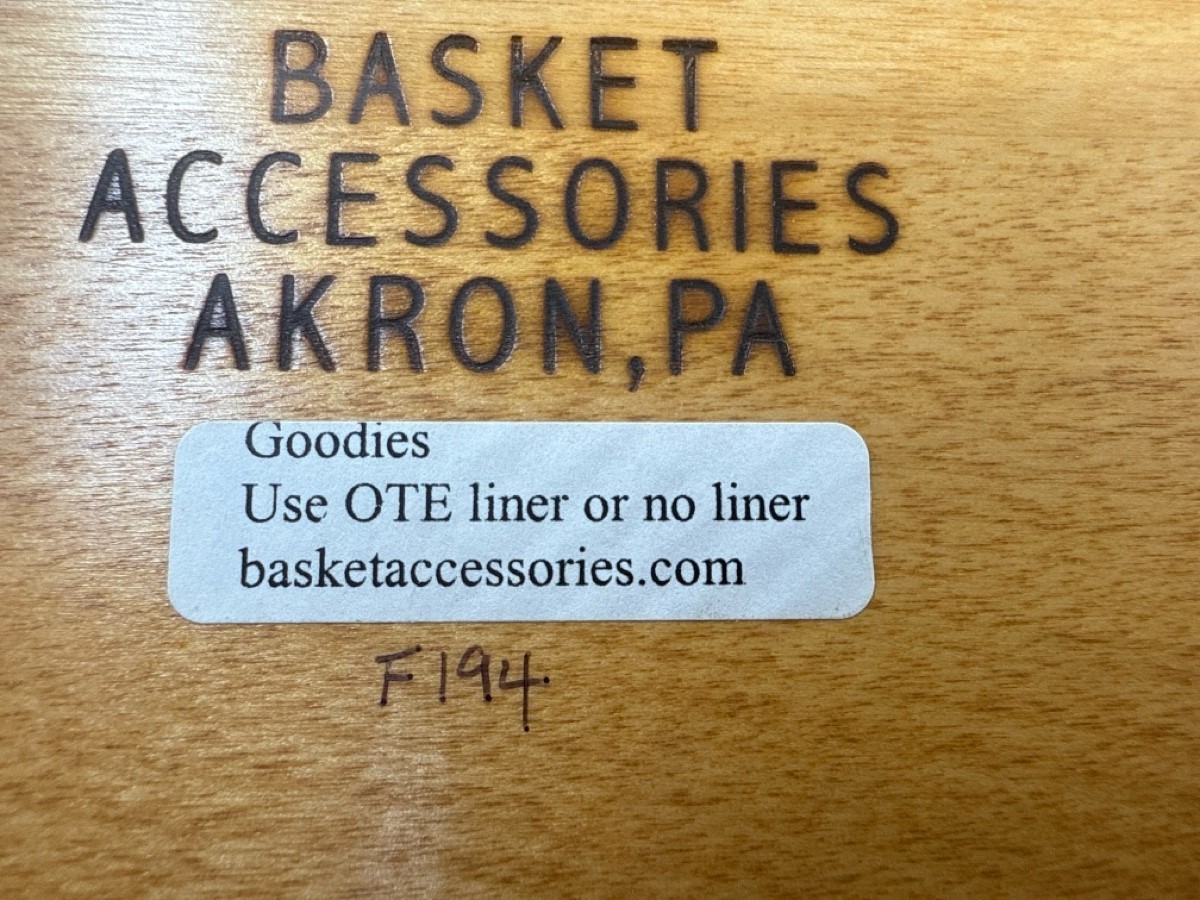 BASKET
ACCESSORIES
AKRON,PA
Goodies
Use OTE liner or no liner
basketaccessories.com
F194